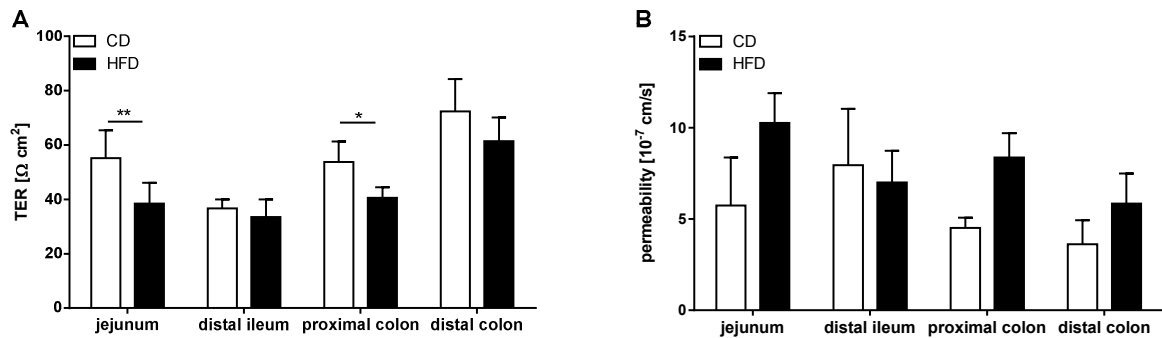 A
TER [Ω cm²]
100
80
60
40
20
0
CD
HFD
**
*
jejunum
distal ileum
proximal colon
distal colon
B
permeability [10⁻⁷ cm/s]
15
10
5
0
CD
HFD
jejunum
distal ileum
proximal colon
distal colon